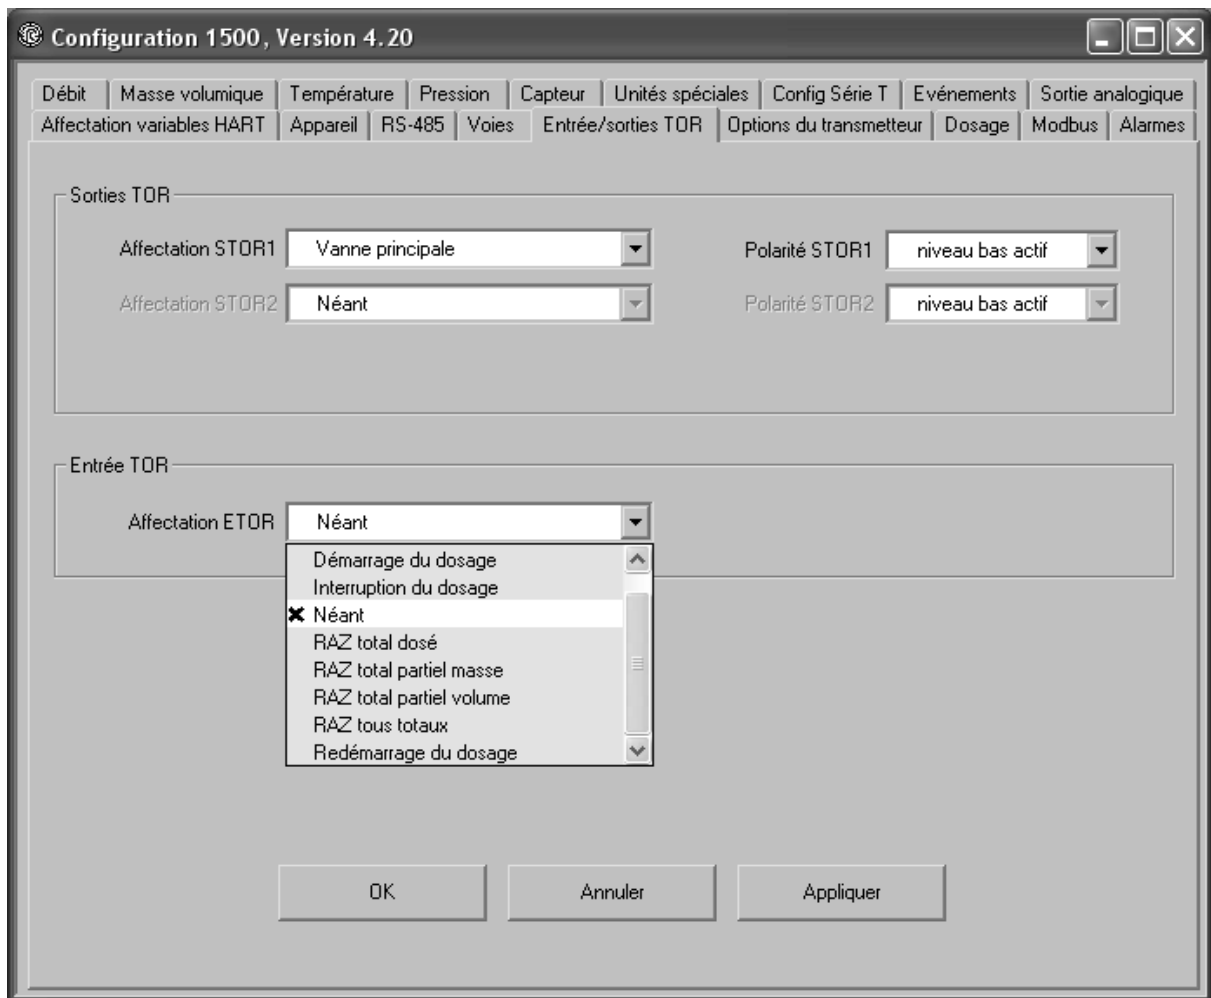 Configuration 1500, Version 4.20
Débit Masse volumique Température Pression Capteur Unités spéciales Config Série T Evénements Sortie analogique
Affectation variables HART Appareil RS-485 Voies Entrée/sorties TOR Options du transmetteur Dosage Modbus Alarmes
Sorties TOR
Affectation STOR1 Vanne principale Polarité STOR1 niveau bas actif
Affectation STOR2 Néant Polarité STOR2 niveau bas actif
Entrée TOR
Affectation ETOR Néant
Démarrage du dosage
Interruption du dosage
Néant
RAZ total dosé
RAZ total partiel masse
RAZ total partiel volume
RAZ tous totaux
Redémarrage du dosage
OK Annuler Appliquer